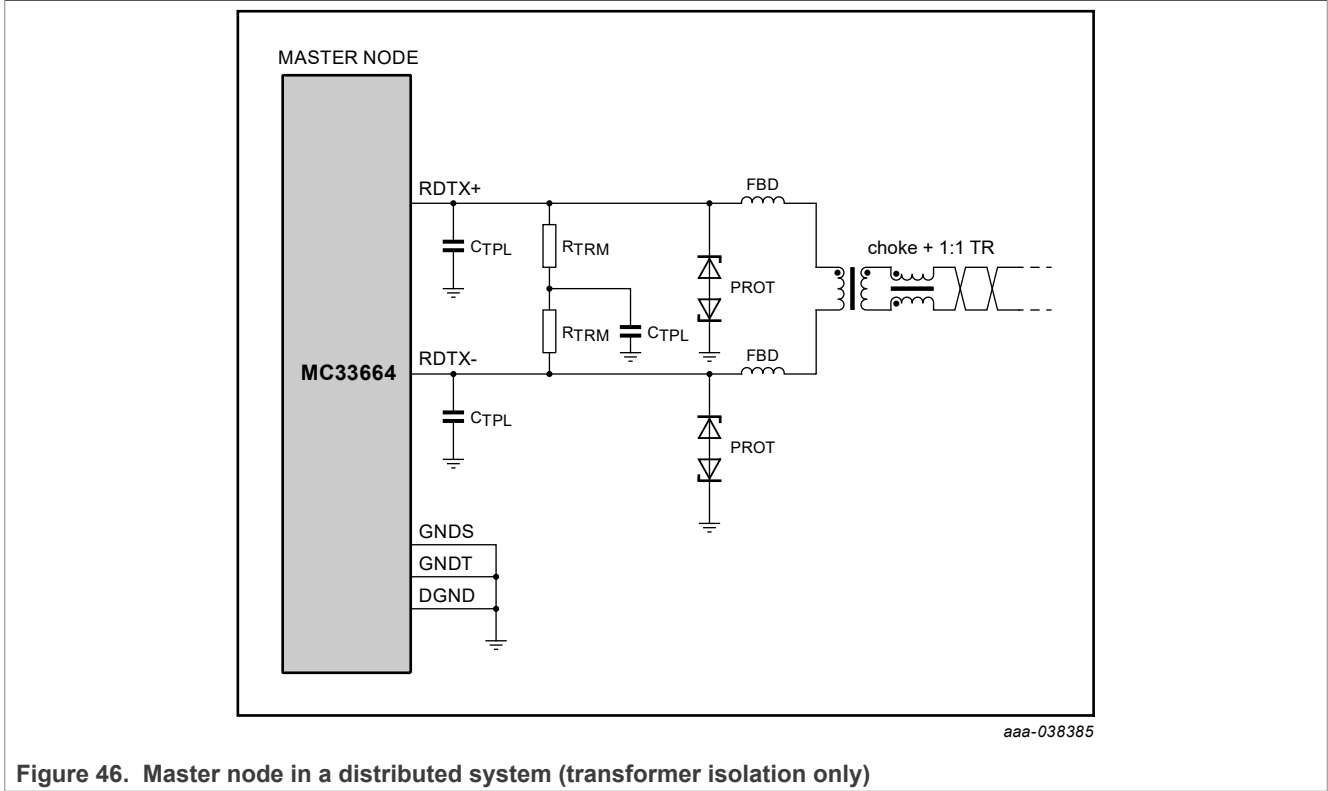 MASTER NODE
RDTX+
FBD
choke + 1:1 TR
CTPL
RTRM
PROT
RTRM
CTPL
RDTX-
FBD
MC33664
CTPL
PROT
GNDS
GNDT
DGND
aaa-038385
Figure 46. Master node in a distributed system (transformer isolation only)